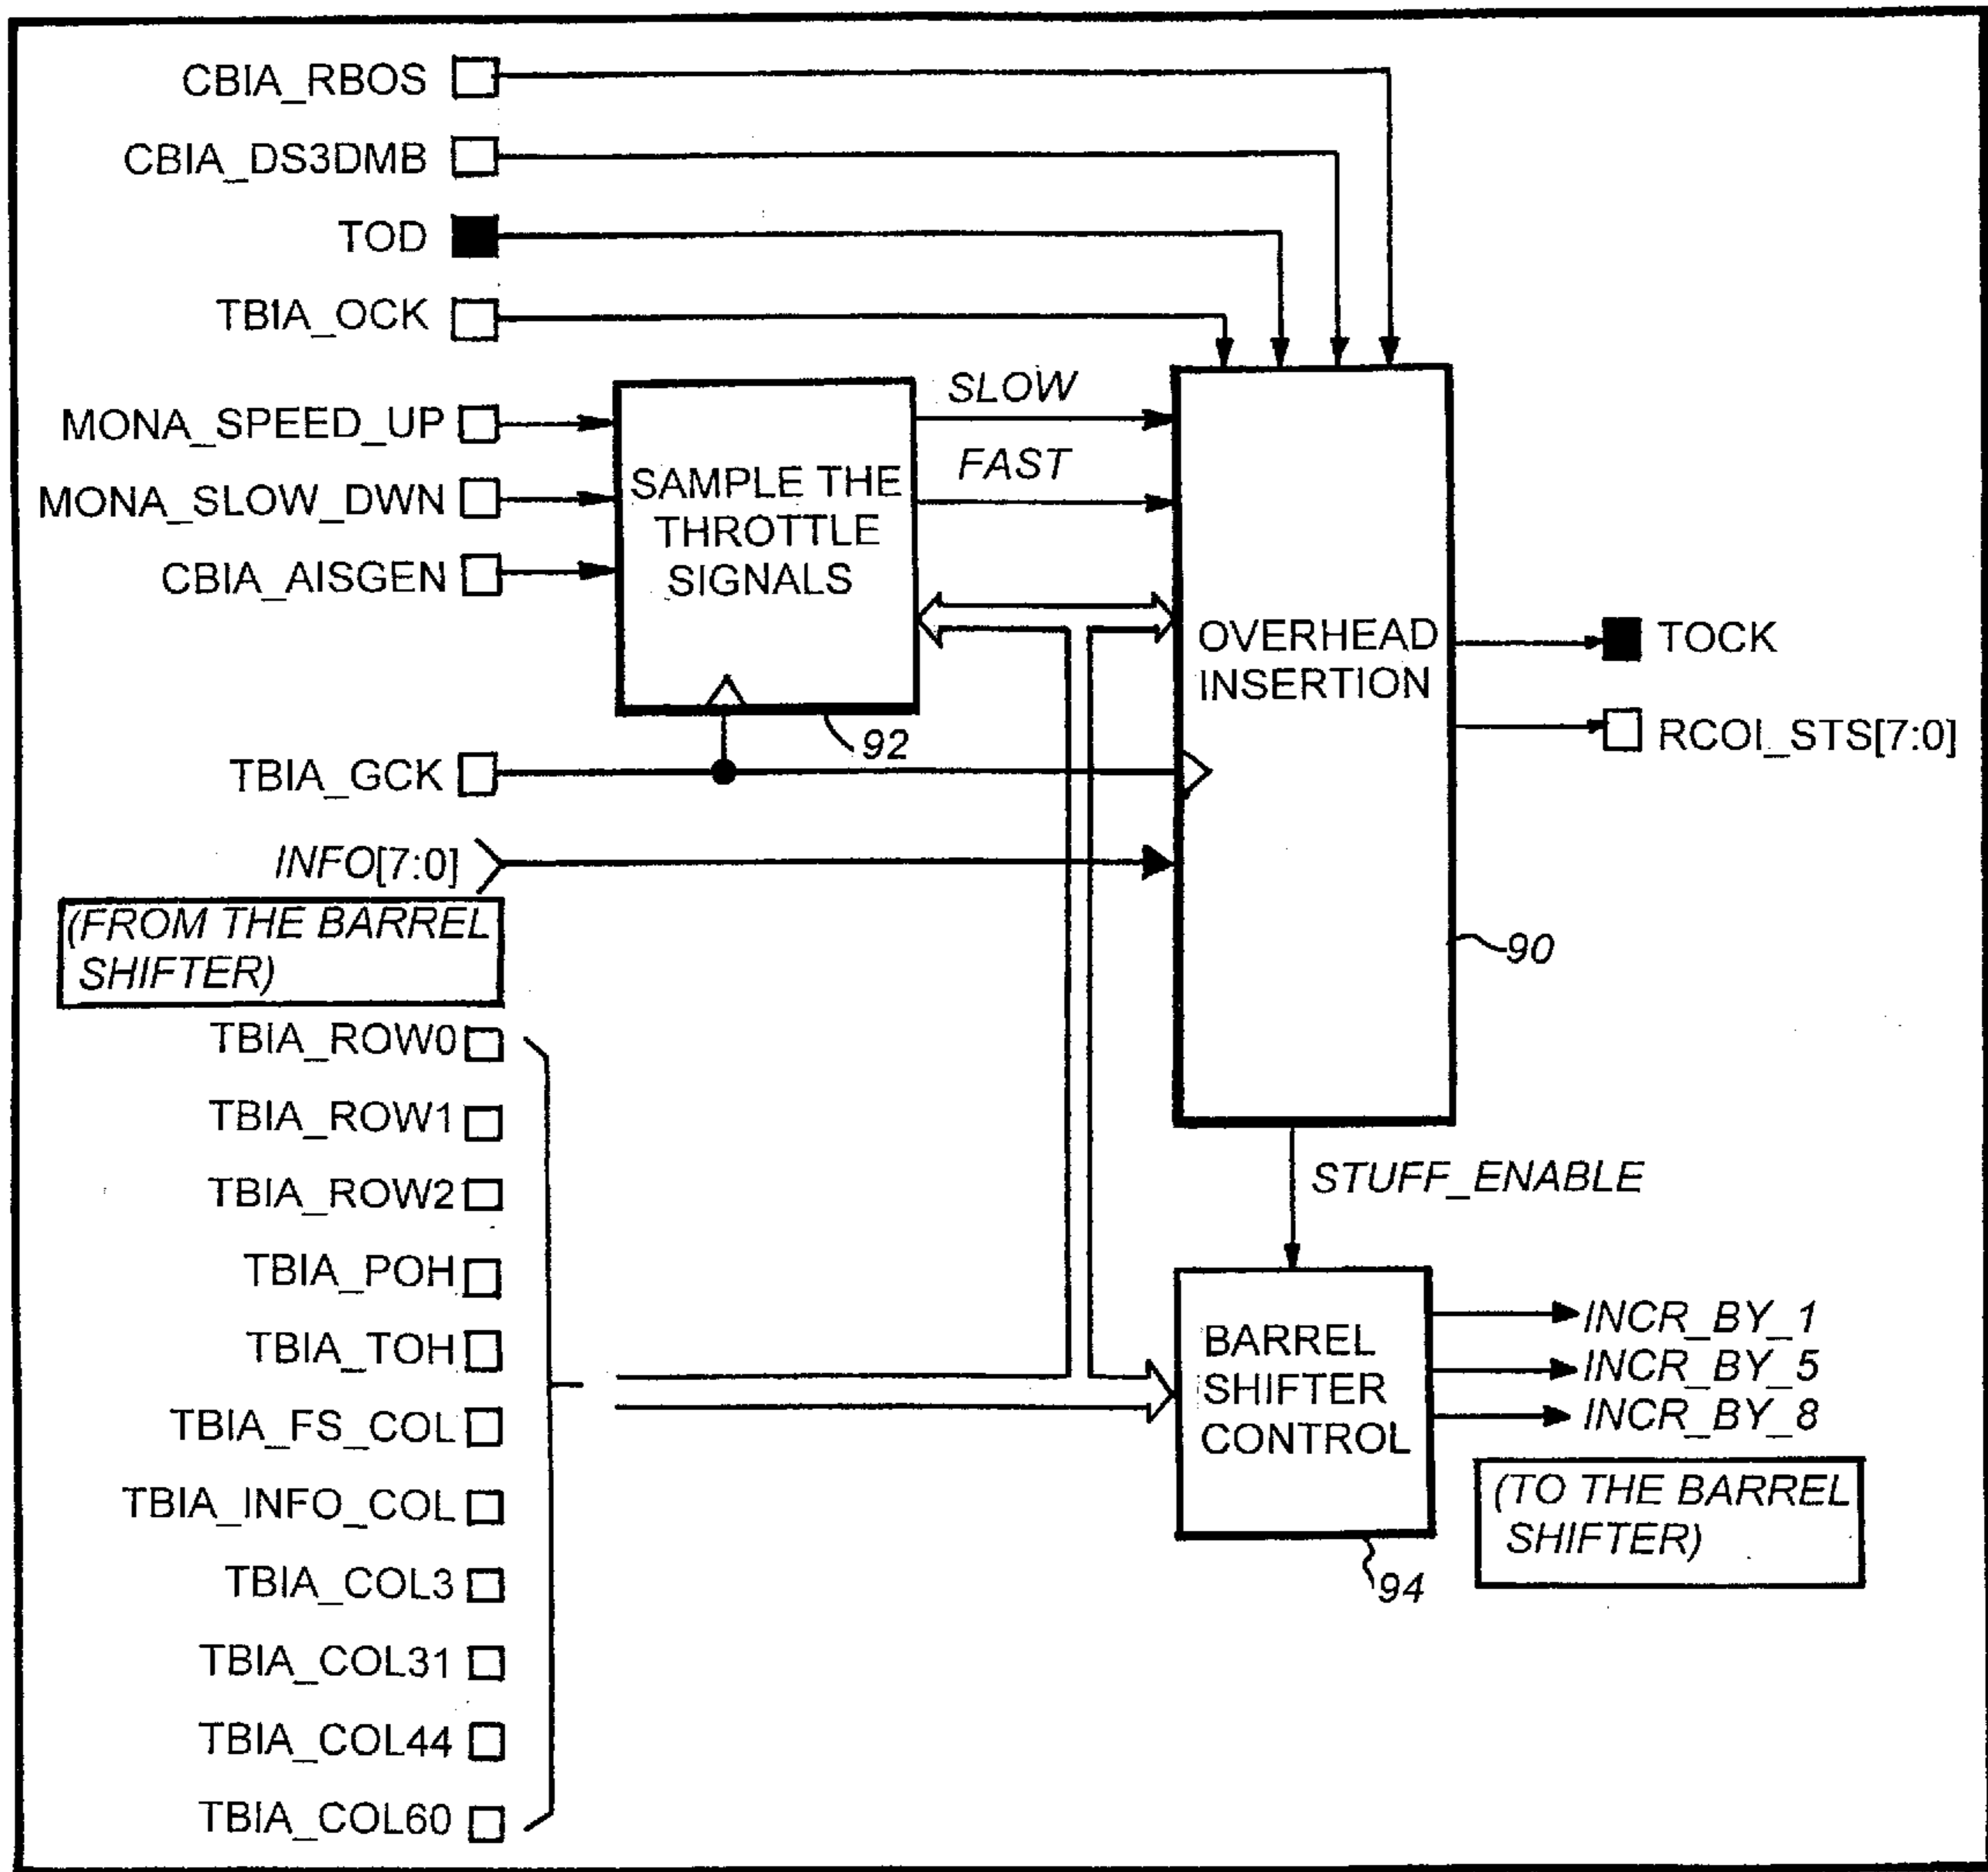 CBIA_RBOS
CBIA_DS3DMB
TOD
TBIA_OCK
MONA_SPEED_UP
MONA_SLOW_DWN
CBIA_AISGEN
SAMPLE THE
THROTTLE
SIGNALS
92
SLOW
FAST
OVERHEAD
INSERTION
90
TOCK
RCOI_STS[7:0]
TBIA_GCK
INFO[7:0]
(FROM THE BARREL
SHIFTER)
TBIA_ROW0
TBIA_ROW1
TBIA_ROW2
TBIA_POH
TBIA_TOH
TBIA_FS_COL
TBIA_INFO_COL
TBIA_COL3
TBIA_COL31
TBIA_COL44
TBIA_COL60
STUFF_ENABLE
BARREL
SHIFTER
CONTROL
94
INCR_BY_1
INCR_BY_5
INCR_BY_8
(TO THE BARREL
SHIFTER)